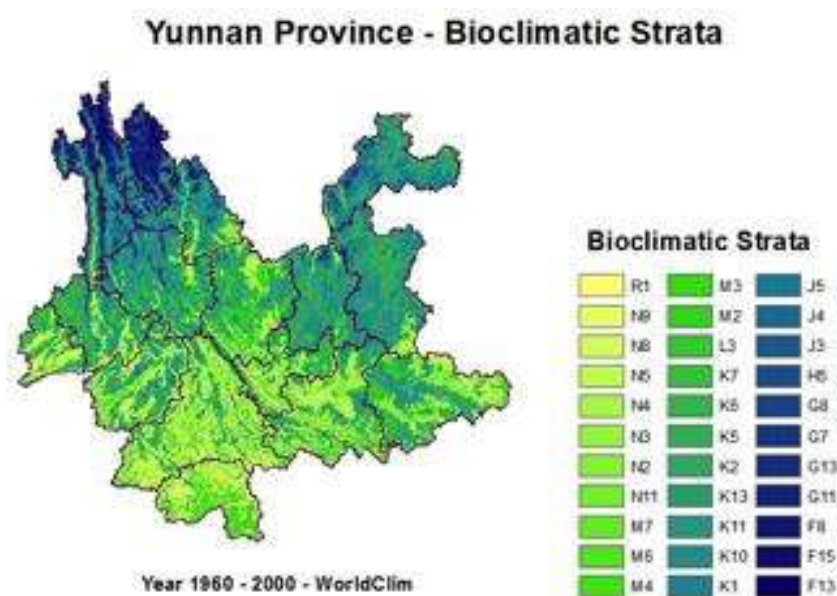 Yunnan Province - Bioclimatic Strata
Bioclimatic Strata
R1 M3 J5
N9 M2 J4
N8 L3 J3
N5 K7 H5
N4 K6 G8
N3 K5 G7
N2 K2 G13
N11 K13 G11
M7 K11 F8
M6 K10 F15
M4 K1 F13
Year 1960 - 2000 - WorldClim